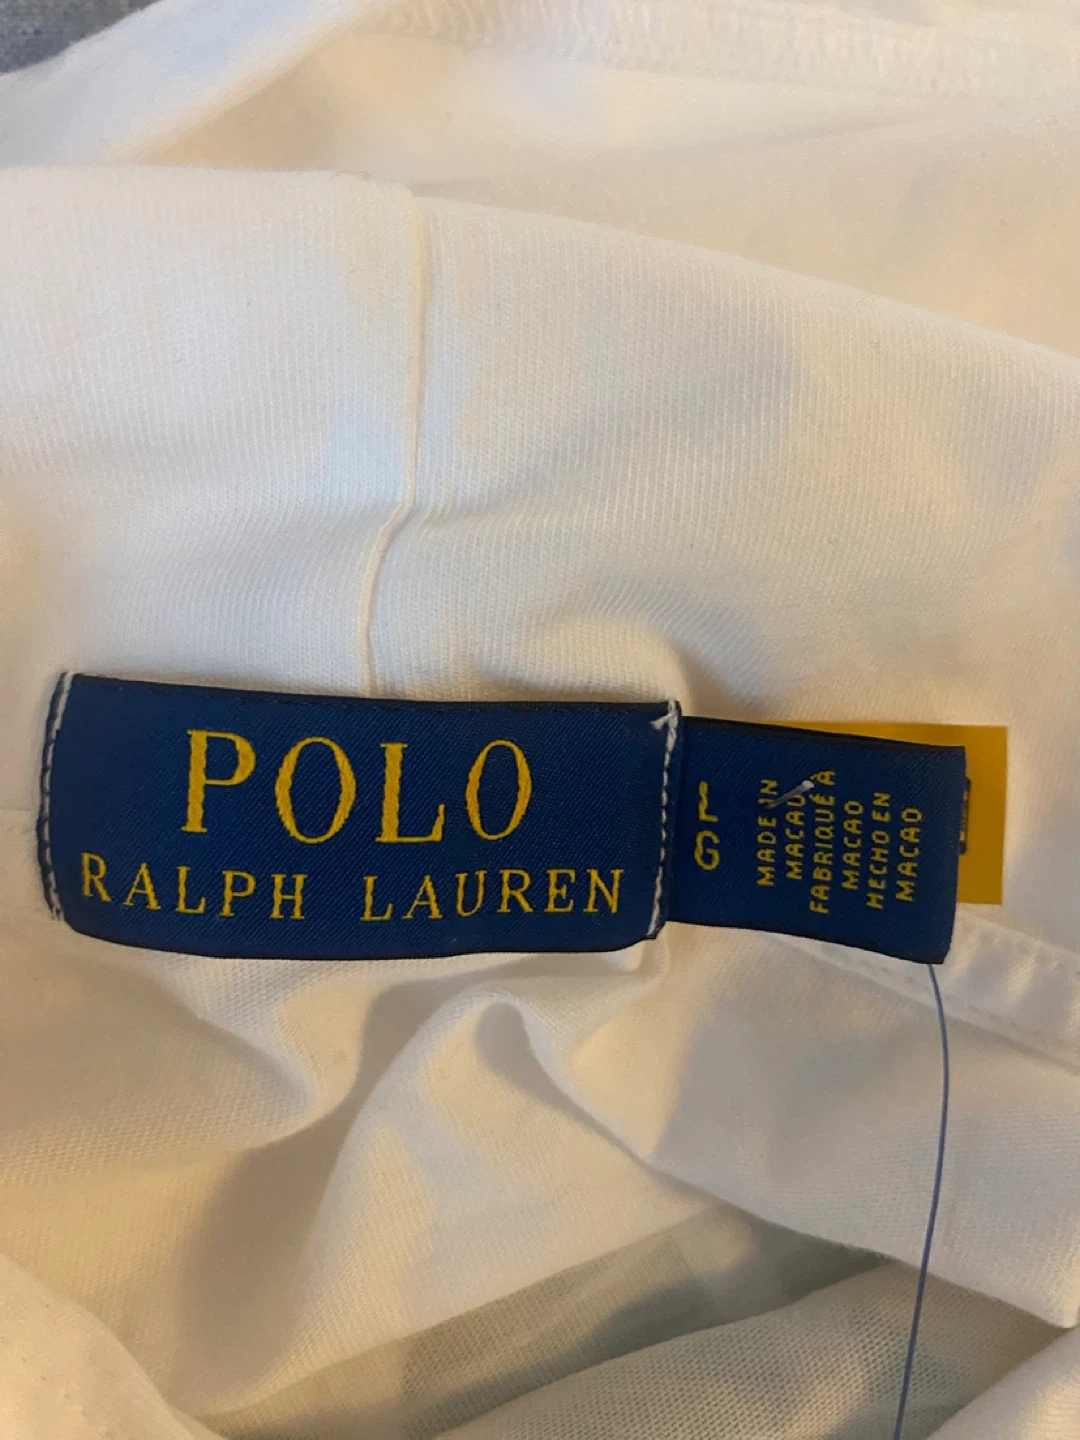 POLO
RALPH LAUREN
MADE IN
MACAU
FABRIQUÉ À
MACAO
HECHO EN
MACAO